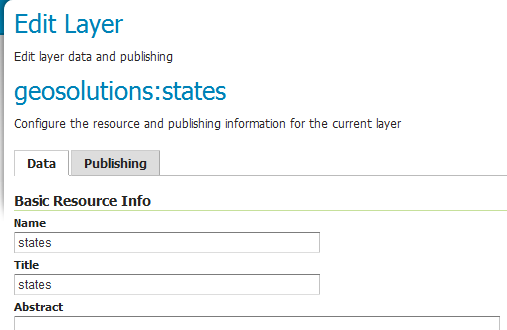 Edit Layer
Edit layer data and publishing
geosolutions:states
Configure the resource and publishing information for the current layer
Data Publishing
Basic Resource Info
Name
states
Title
states
Abstract